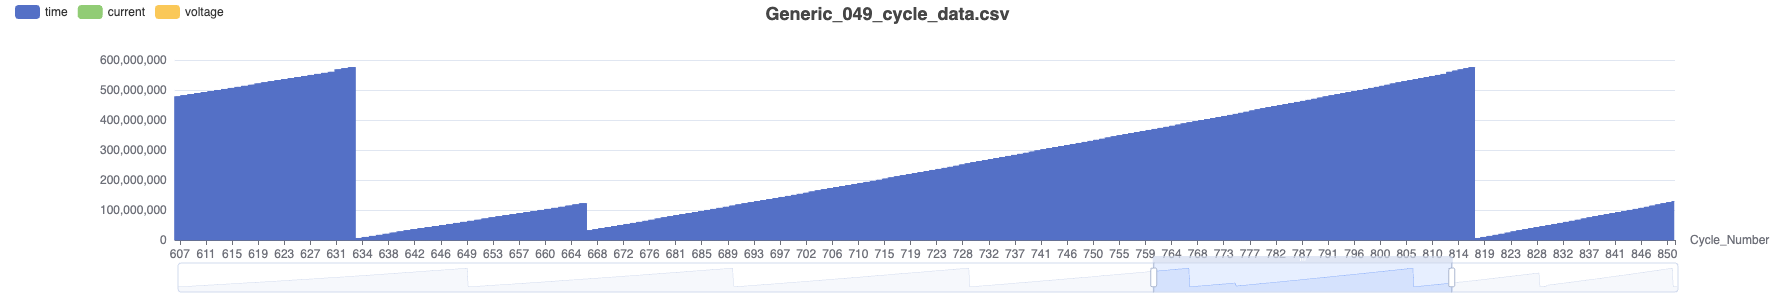 time current voltage
Generic_049_cycle_data.csv
600,000,000
500,000,000
400,000,000
300,000,000
200,000,000
100,000,000
0
607 611 615 619 623 627 631 634 638 642 646 649 653 657 660 664 668 672 676 681 685 689 693 697 702 706 710 715 719 723 728 732 737 741 746 750 755 759 764 768 773 777 782 787 791 796 800 805 810 814 819 823 828 832 837 841 846 850
Cycle_Number